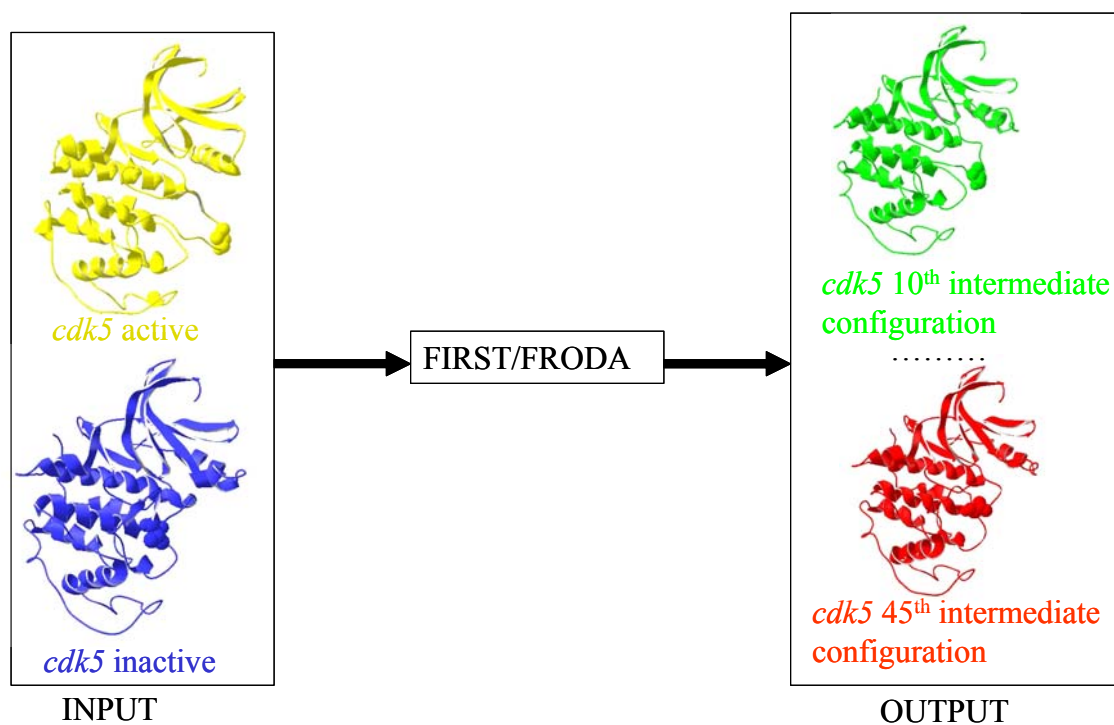 cdk5 active
cdk5 inactive
INPUT
FIRST/FRODA
cdk5 10th intermediate
configuration
.........
cdk5 45th intermediate
configuration
OUTPUT